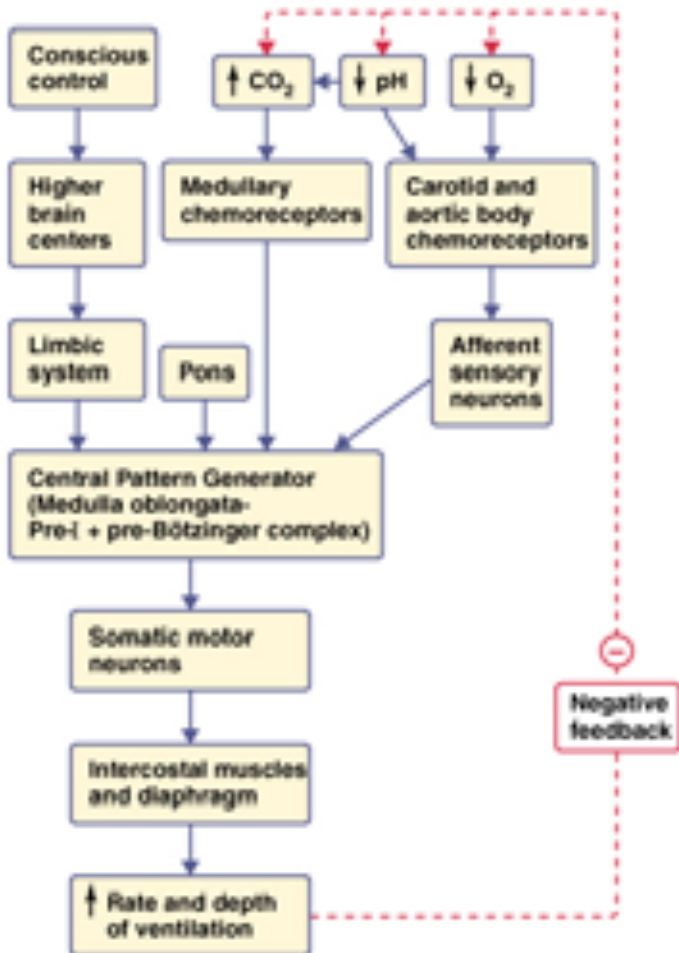 Conscious
control
↑ CO₂
↓ pH
↓ O₂
Higher
brain
centers
Medullary
chemoreceptors
Carotid and
aortic body
chemoreceptors
Limbic
system
Pons
Afferent
sensory
neurons
Central Pattern Generator
(Medulla oblongata-
+ pre-Bötzinger complex)
Somatic motor
neurons
Negative
feedback
Intercostal muscles
and diaphragm
↑ Rate and depth
of ventilation